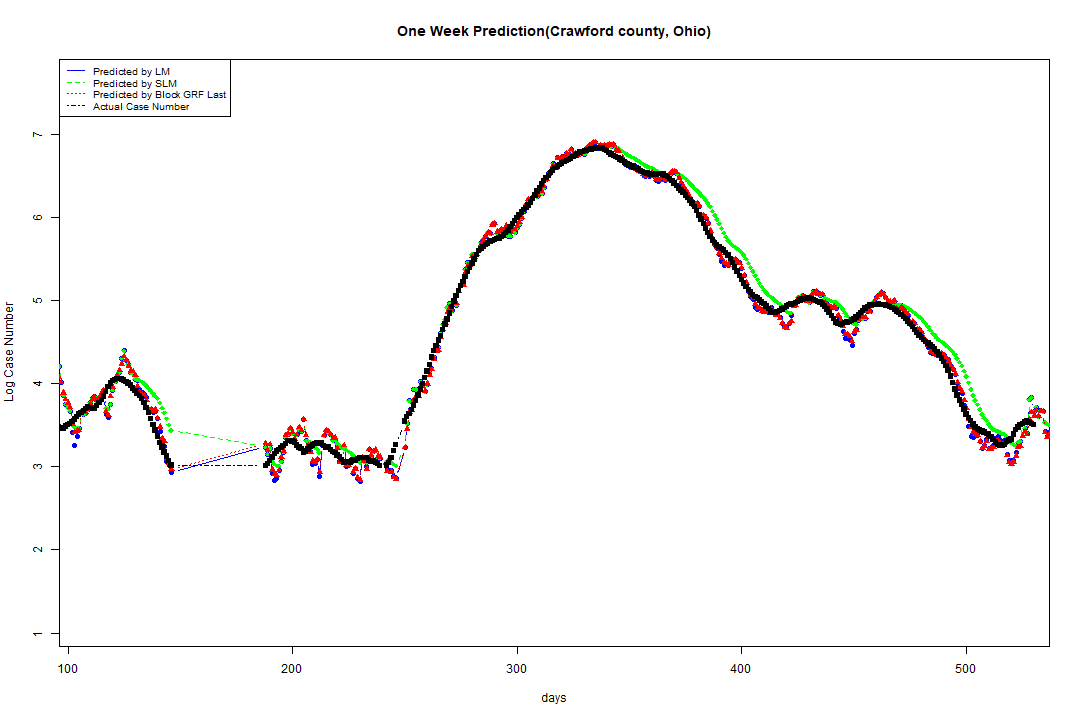 One Week Prediction(Crawford county, Ohio)
Predicted by LM
Predicted by SLM
Predicted by Block GRF Last
Actual Case Number
7
6
5
4
3
2
1
Log Case Number
100 200 300 400 500
days